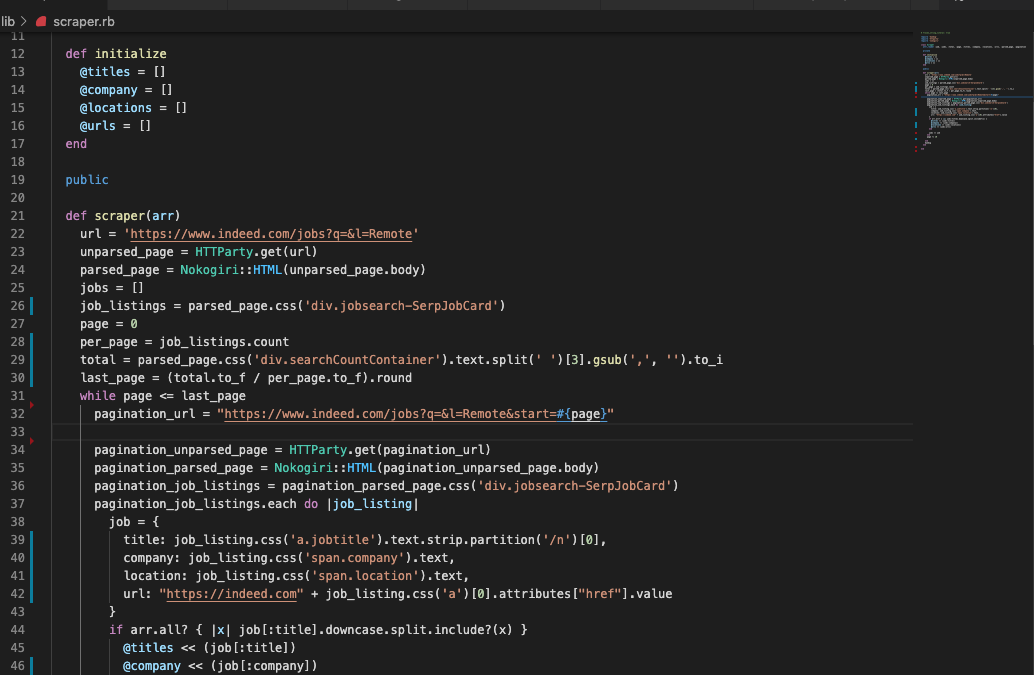 lib > scraper.rb
11
12 def initialize
13 @titles = []
14 @company = []
15 @locations = []
16 @urls = []
17 end
18
19 public
20
21 def scraper(arr)
22 url = 'https://www.indeed.com/jobs?q=&l=Remote'
23 unparsed_page = HTTParty.get(url)
24 parsed_page = Nokogiri::HTML(unparsed_page.body)
25 jobs = []
26 job_listings = parsed_page.css('div.jobsearch-SerpJobCard')
27 page = 0
28 per_page = job_listings.count
29 total = parsed_page.css('div.searchCountContainer').text.split(' ')[3].gsub(',', '').to_i
30 last_page = (total.to_f / per_page.to_f).round
31 while page <= last_page
32 pagination_url = "https://www.indeed.com/jobs?q=&l=Remote&start=#{page}"
33
34 pagination_unparsed_page = HTTParty.get(pagination_url)
35 pagination_parsed_page = Nokogiri::HTML(pagination_unparsed_page.body)
36 pagination_job_listings = pagination_parsed_page.css('div.jobsearch-SerpJobCard')
37 pagination_job_listings.each do |job_listing|
38 job = {
39 title: job_listing.css('a.jobtitle').text.strip.partition('/n')[0],
40 company: job_listing.css('span.company').text,
41 location: job_listing.css('span.location').text,
42 url: "https://indeed.com" + job_listing.css('a')[0].attributes["href"].value
43 }
44 if arr.all? { |x| job[:title].downcase.split.include?(x) }
45 @titles << (job[:title])
46 @company << (job[:company])